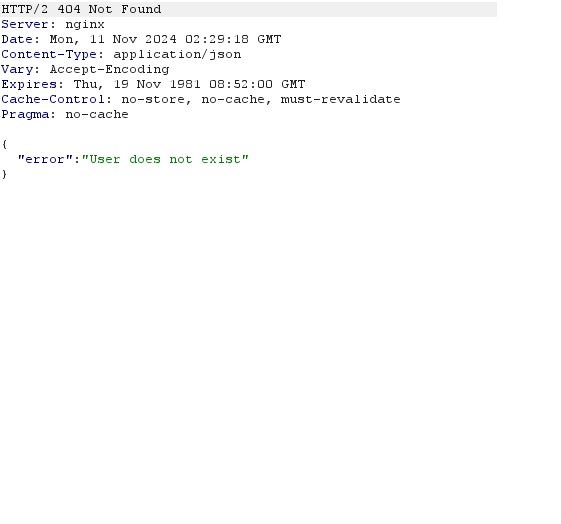 HTTP/2 404 Not Found
Server: nginx
Date: Mon, 11 Nov 2024 02:29:18 GMT
Content-Type: application/json
Vary: Accept-Encoding
Expires: Thu, 19 Nov 1981 08:52:00 GMT
Cache-Control: no-store, no-cache, must-revalidate
Pragma: no-cache

{
  "error":"User does not exist"
}